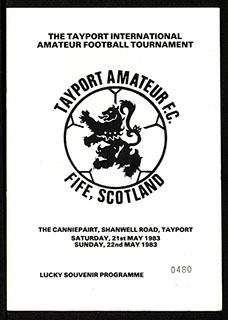 THE TAYPORT INTERNATIONAL
AMATEUR FOOTBALL TOURNAMENT
TAYPORT AMATEUR F.C.
FIFE, SCOTLAND
THE CANNIEPAIRT, SHANWELL ROAD, TAYPORT
SATURDAY, 21st MAY 1983
SUNDAY, 22nd MAY 1983
LUCKY SOUVENIR PROGRAMME
0480